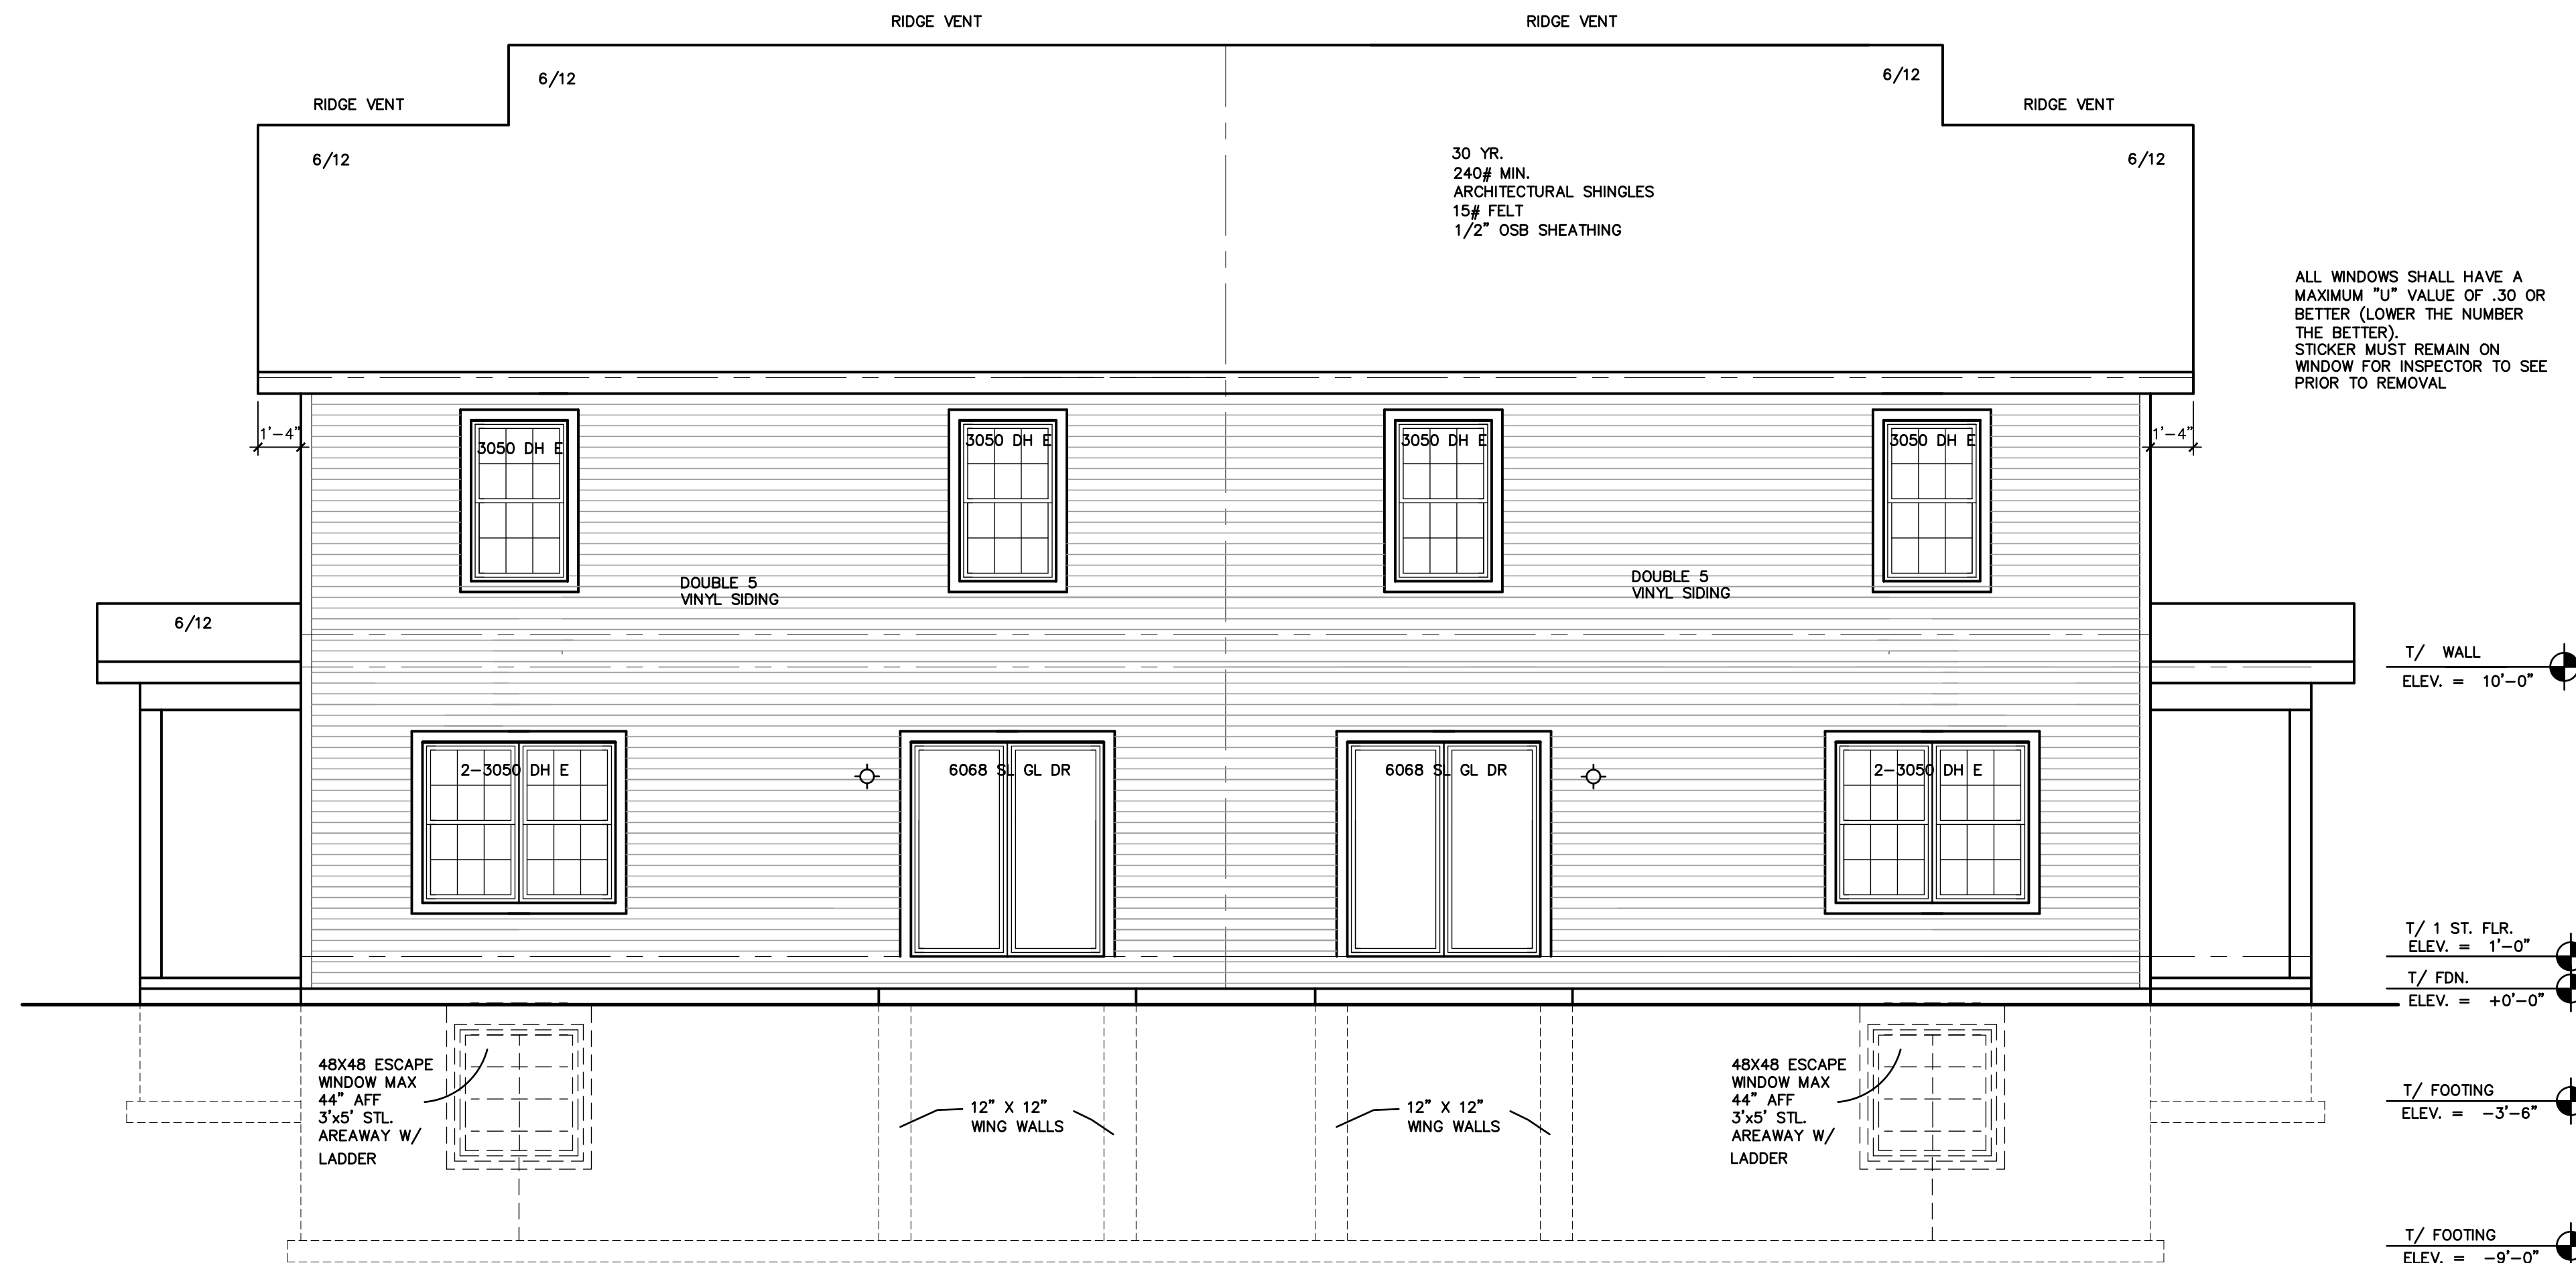 RIDGE VENT
RIDGE VENT
6/12
6/12
RIDGE VENT
RIDGE VENT
6/12
6/12
30 YR.
240# MIN.
ARCHITECTURAL SHINGLES
15# FELT
1/2" OSB SHEATHING
ALL WINDOWS SHALL HAVE A
MAXIMUM "U" VALUE OF .30 OR
BETTER (LOWER THE NUMBER
THE BETTER).
STICKER MUST REMAIN ON
WINDOW FOR INSPECTOR TO SEE
PRIOR TO REMOVAL
1'-4"
1'-4"
3050 DH E
3050 DH E
3050 DH E
3050 DH E
DOUBLE 5
VINYL SIDING
DOUBLE 5
VINYL SIDING
6/12
T/ WALL
ELEV. = 10'-0"
2-3050 DH E
6068 SL GL DR
6068 SL GL DR
2-3050 DH E
T/ 1 ST. FLR.
ELEV. = 1'-0"
T/ FDN.
ELEV. = +0'-0"
48X48 ESCAPE
WINDOW MAX
44" AFF
3'x5' STL.
AREAWAY W/
LADDER
12" X 12"
WING WALLS
12" X 12"
WING WALLS
48X48 ESCAPE
WINDOW MAX
44" AFF
3'x5' STL.
AREAWAY W/
LADDER
T/ FOOTING
ELEV. = -3'-6"
T/ FOOTING
ELEV. = -9'-0"